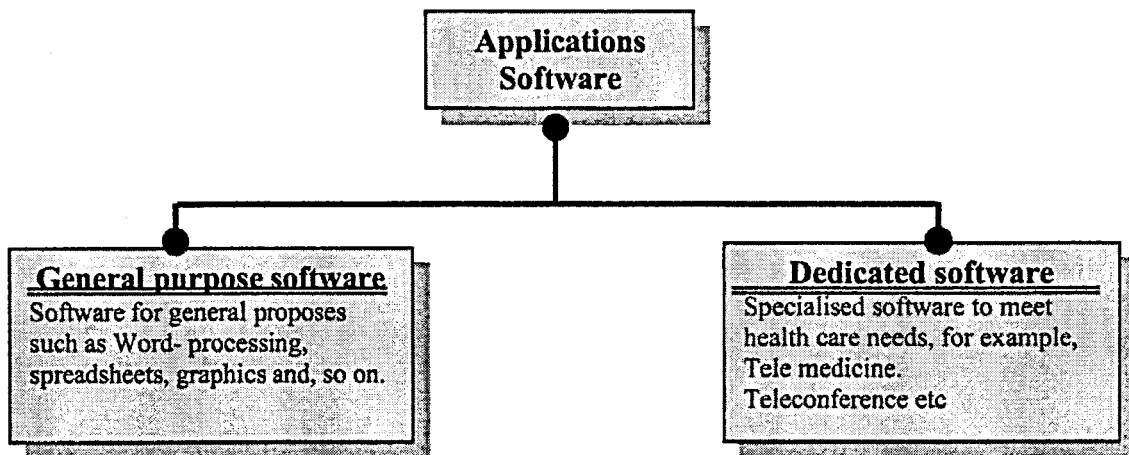 Applications
Software
General purpose software
Software for general proposes
such as Word- processing,
spreadsheets, graphics and, so on.
Dedicated software
Specialised software to meet
health care needs, for example,
Tele medicine.
Teleconference etc